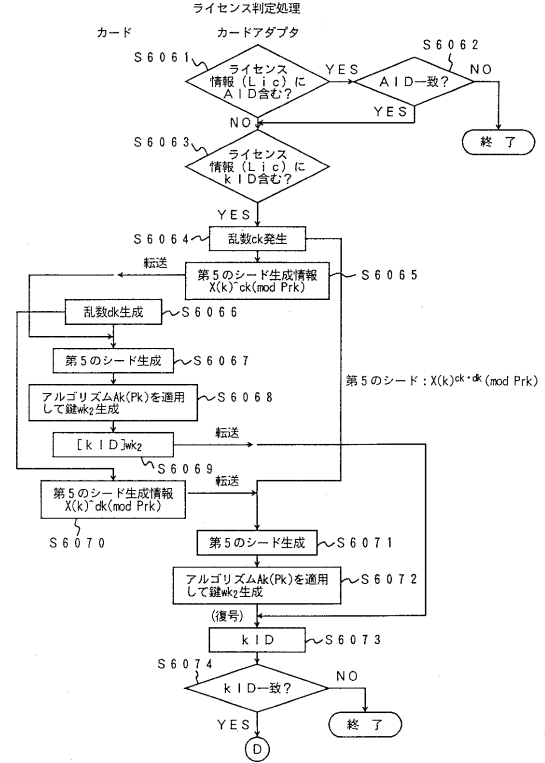 ライセンス判定処理
カード
カードアダプタ
S6061
ライセンス
情報(Lic)に
AID含む?
YES
S6062
AID一致?
NO
YES
終 了
NO
S6063
ライセンス
情報(Lic)に
kID含む?
YES
S6064
乱数ck発生
転送
第5のシード生成情報
X(k)^ck(mod Prk)
S6065
乱数dk生成
S6066
第5のシード生成
S6067
第5のシード:X(k)ck・dk(mod Prk)
アルゴリズムAk(Pk)を適用
して鍵wk2生成
S6068
転送
[kID]wk2
S6069
転送
第5のシード生成情報
X(k)^dk(mod Prk)
S6070
第5のシード生成
S6071
アルゴリズムAk(Pk)を適用
して鍵wk2生成
S6072
(復号)
kID
S6073
S6074
kID一致?
NO
YES
終 了
D